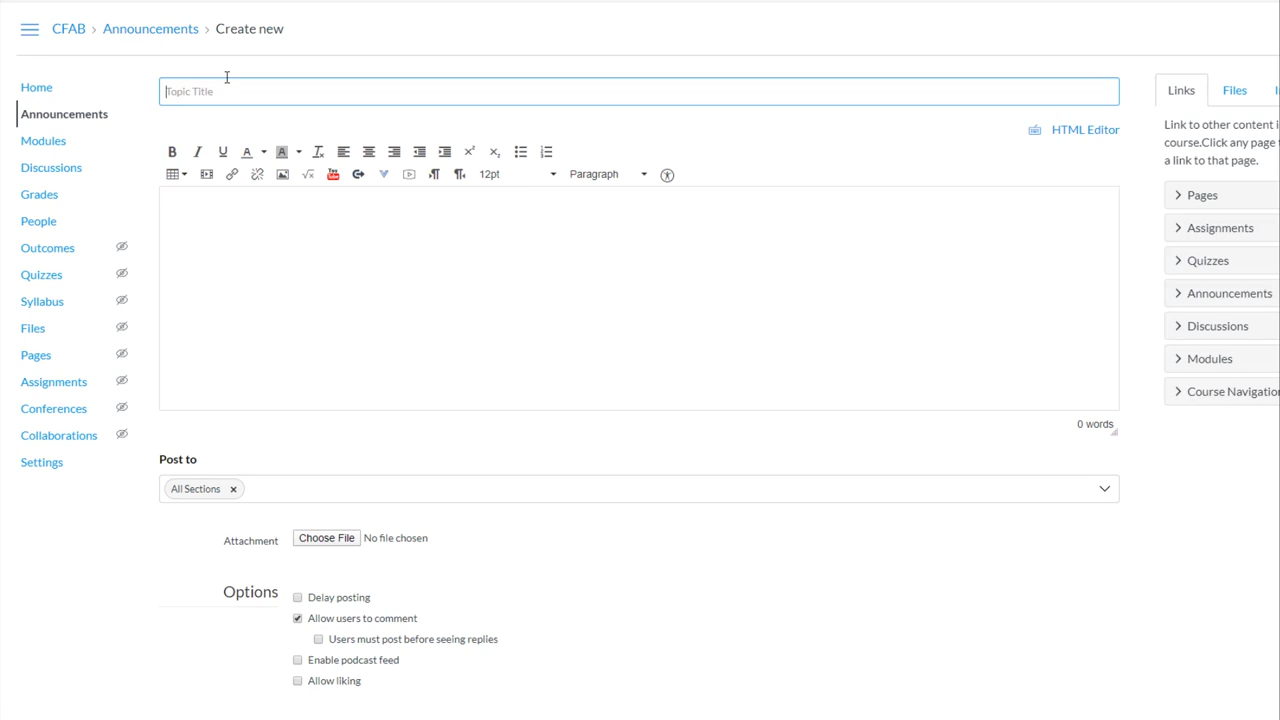 CFAB > Announcements > Create new
Home
Announcements
Modules
Discussions
Grades
People
Outcomes
Quizzes
Syllabus
Files
Pages
Assignments
Conferences
Collaborations
Settings
Topic Title
HTML Editor
B I U A A
12pt Paragraph
0 words
Post to
All Sections
Attachment Choose File No file chosen
Options
Delay posting
Allow users to comment
Users must post before seeing replies
Enable podcast feed
Allow liking
Links Files
Link to other content i
course.Click any page
a link to that page.
Pages
Assignments
Quizzes
Announcements
Discussions
Modules
Course Navigation